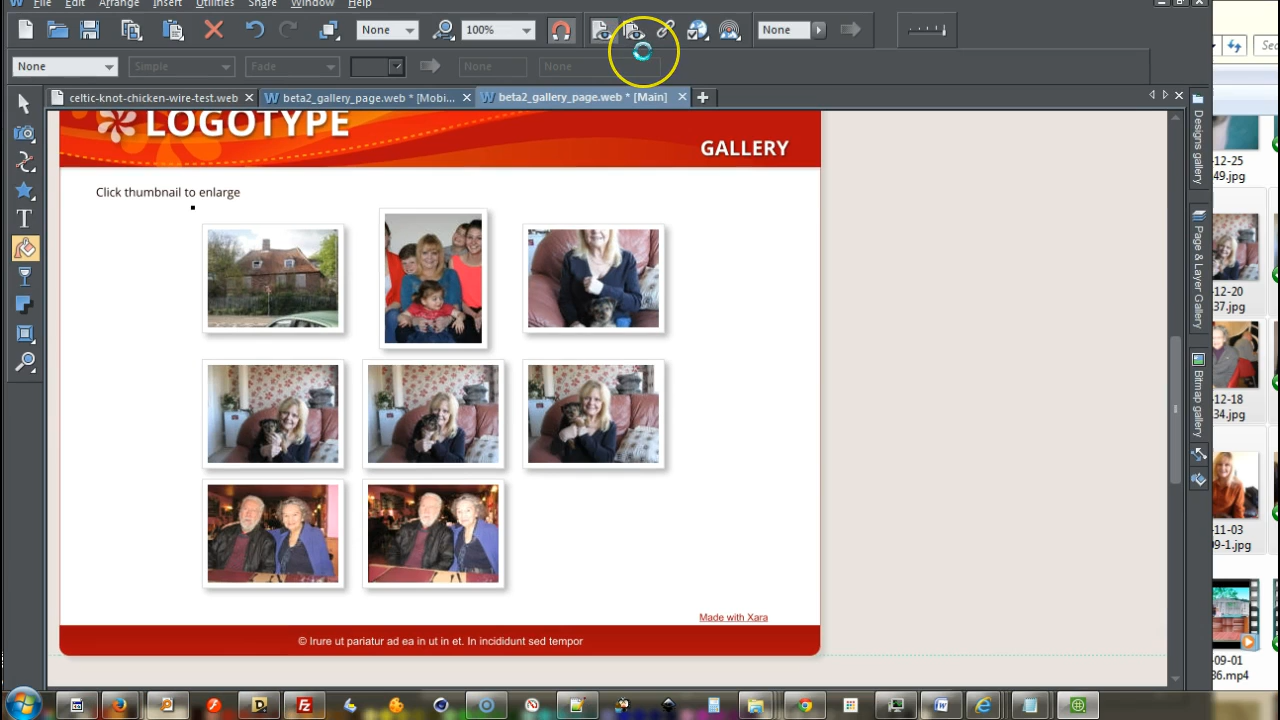 File Edit Arrange Insert Utilities Share Window Help
None 100% None
None Simple Fade None None
celtic-knot-chicken-wire-test.web beta2_gallery_page.web * [Mobi... beta2_gallery_page.web * [Main]
LOGOTYPE
GALLERY
Click thumbnail to enlarge
Made with Xara
© Irure ut pariatur ad ea in ut in et. In incididunt sed tempor
Designs gallery
Page & Layer Gallery
Bitmap gallery
Sea
-12-25
49.jpg
-12-20
37.jpg
-12-18
34.jpg
-11-03
09-1.jpg
-09-01
36.mp4